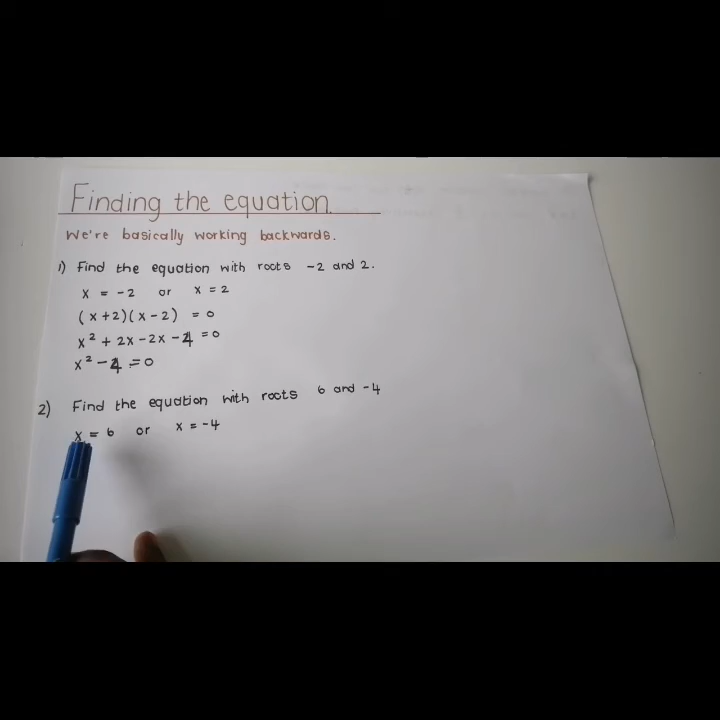 Finding the equation.
We're basically working backwards.
1) Find the equation with roots -2 and 2.
x = -2 or x = 2
(x+2)(x-2) = 0
x² + 2x - 2x - 4 = 0
x² - 4 = 0
2) Find the equation with roots 6 and -4
x = 6 or x = -4